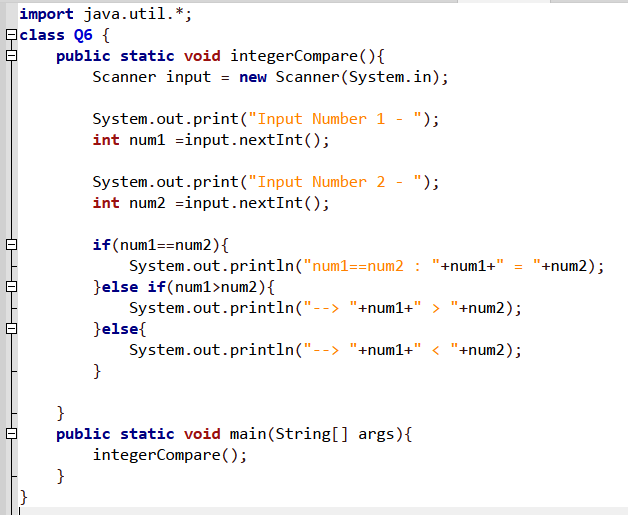 import java.util.*;
class Q6 {
    public static void integerCompare(){
        Scanner input = new Scanner(System.in);

        System.out.print("Input Number 1 - ");
        int num1 =input.nextInt();

        System.out.print("Input Number 2 - ");
        int num2 =input.nextInt();

        if(num1==num2){
            System.out.println("num1==num2 : "+num1+" = "+num2);
        }else if(num1>num2){
            System.out.println("--> "+num1+" > "+num2);
        }else{
            System.out.println("--> "+num1+" < "+num2);
        }

    }
    public static void main(String[] args){
        integerCompare();
    }
}